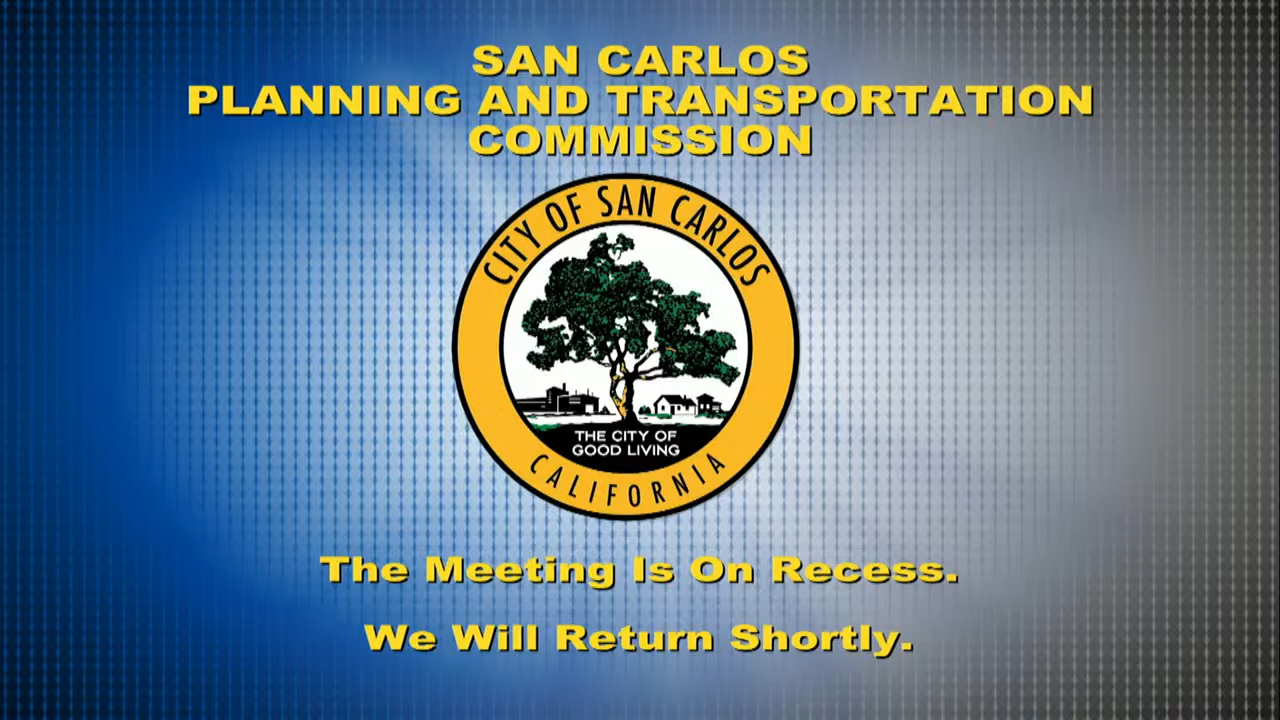 SAN CARLOS
PLANNING AND TRANSPORTATION
COMMISSION
CITY OF SAN CARLOS
THE CITY OF
GOOD LIVING
CALIFORNIA
The Meeting Is On Recess.
We Will Return Shortly.